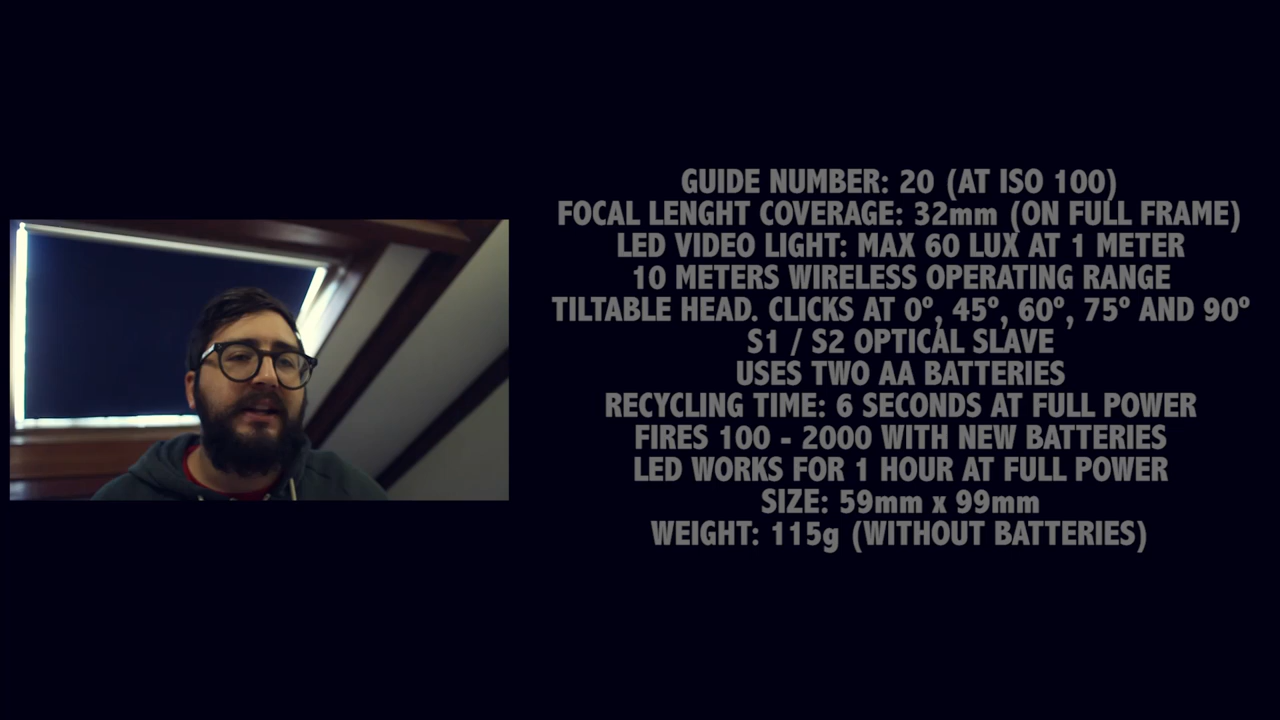 GUIDE NUMBER: 20 (AT ISO 100)
FOCAL LENGHT COVERAGE: 32mm (ON FULL FRAME)
LED VIDEO LIGHT: MAX 60 LUX AT 1 METER
10 METERS WIRELESS OPERATING RANGE
TILTABLE HEAD. CLICKS AT 0º, 45º, 60º, 75º AND 90º
S1 / S2 OPTICAL SLAVE
USES TWO AA BATTERIES
RECYCLING TIME: 6 SECONDS AT FULL POWER
FIRES 100 - 2000 WITH NEW BATTERIES
LED WORKS FOR 1 HOUR AT FULL POWER
SIZE: 59mm x 99mm
WEIGHT: 115g (WITHOUT BATTERIES)